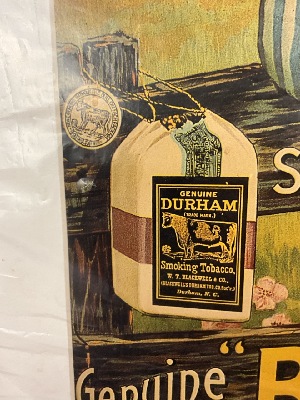 GENUINE
DURHAM
(TRADE MARK.)
Smoking Tobacco.
W. T. BLACKWELL & CO.
Durham, N. C.
S
Genuine "B